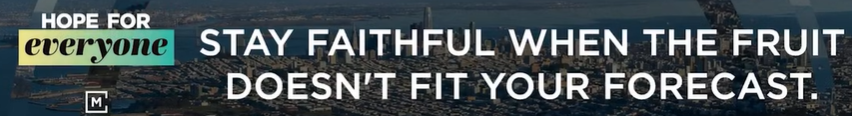 HOPE FOR
everyone
M
STAY FAITHFUL WHEN THE FRUIT
DOESN'T FIT YOUR FORECAST.